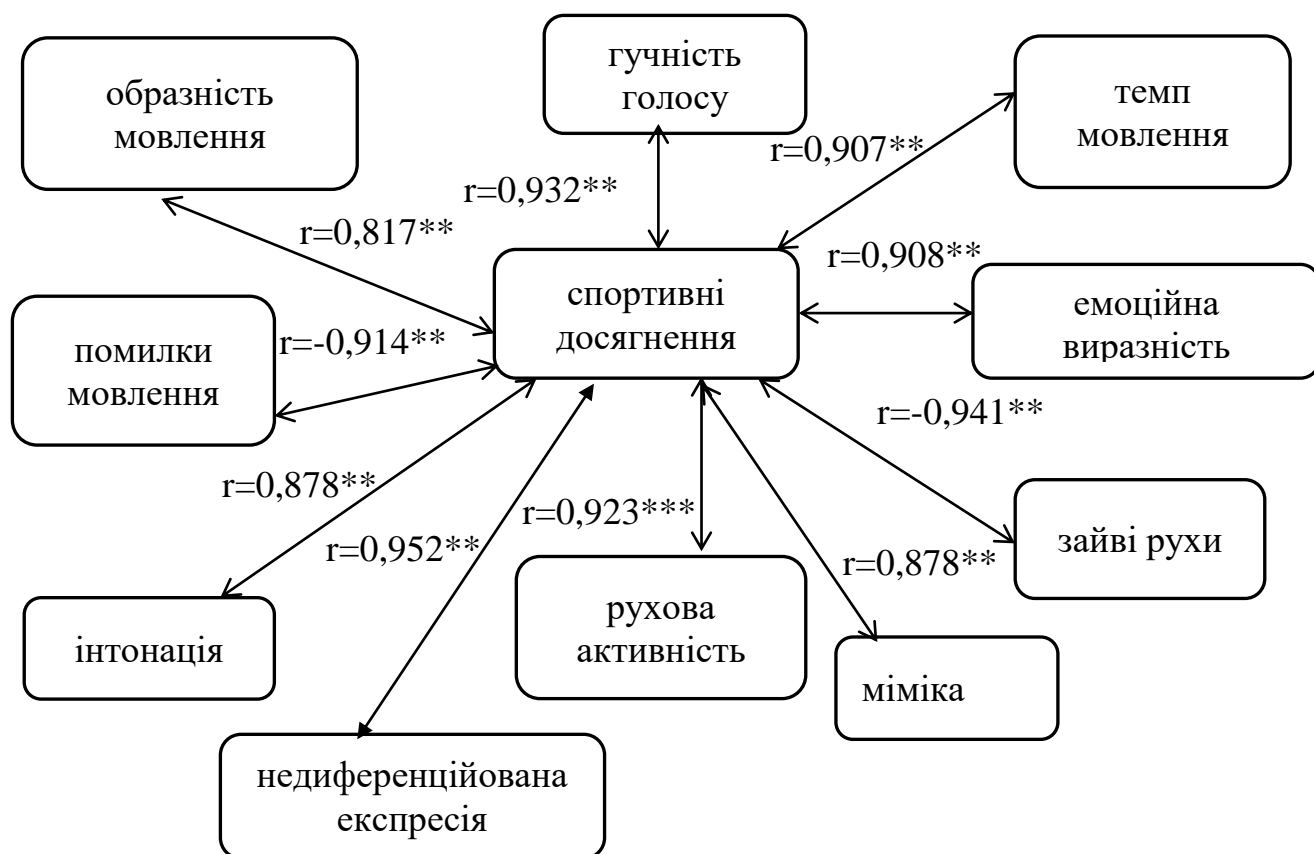 гучність
голосу
образність
мовлення
темп
мовлення
r=0,907**
r=0,932**
r=0,817**
r=0,908**
спортивні
досягнення
емоційна
виразність
r=-0,914**
помилки
мовлення
r=-0,941**
r=0,878**
r=0,923***
r=0,952**
r=0,878**
зайві рухи
рухова
активність
інтонація
міміка
недиференційована
експресія